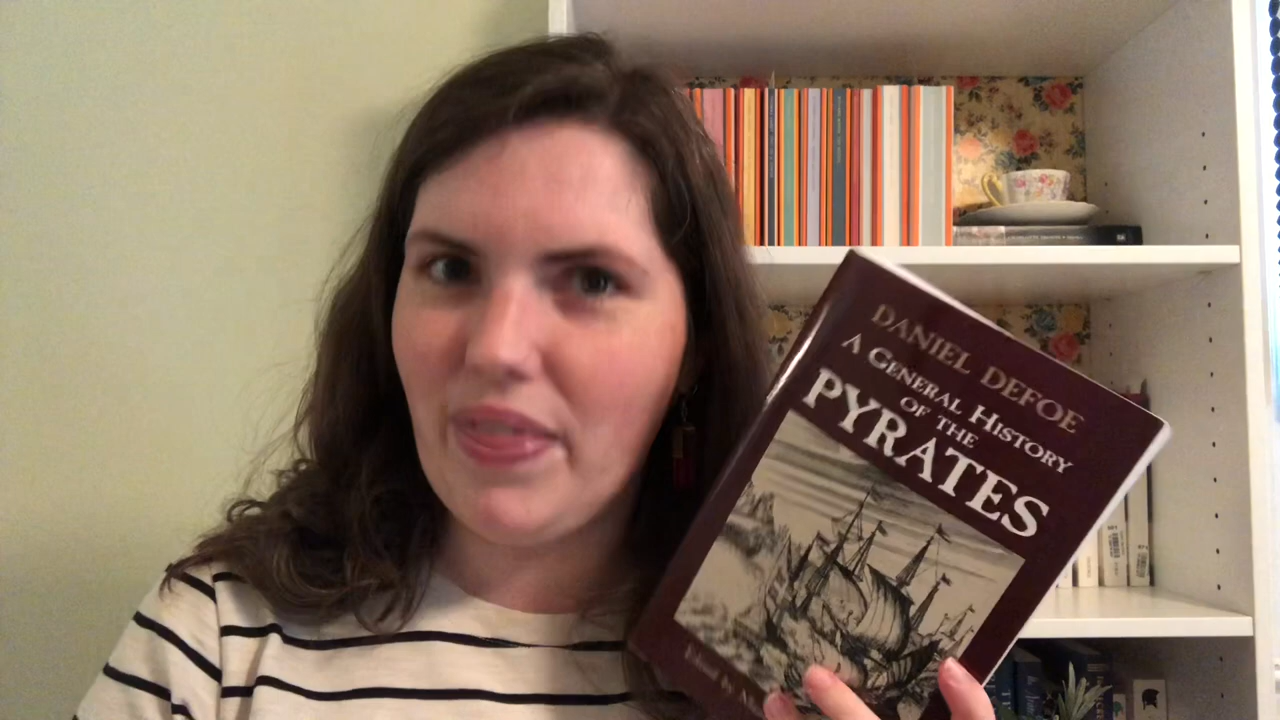 DANIEL DEFOE
A GENERAL HISTORY
OF THE
PYRATES